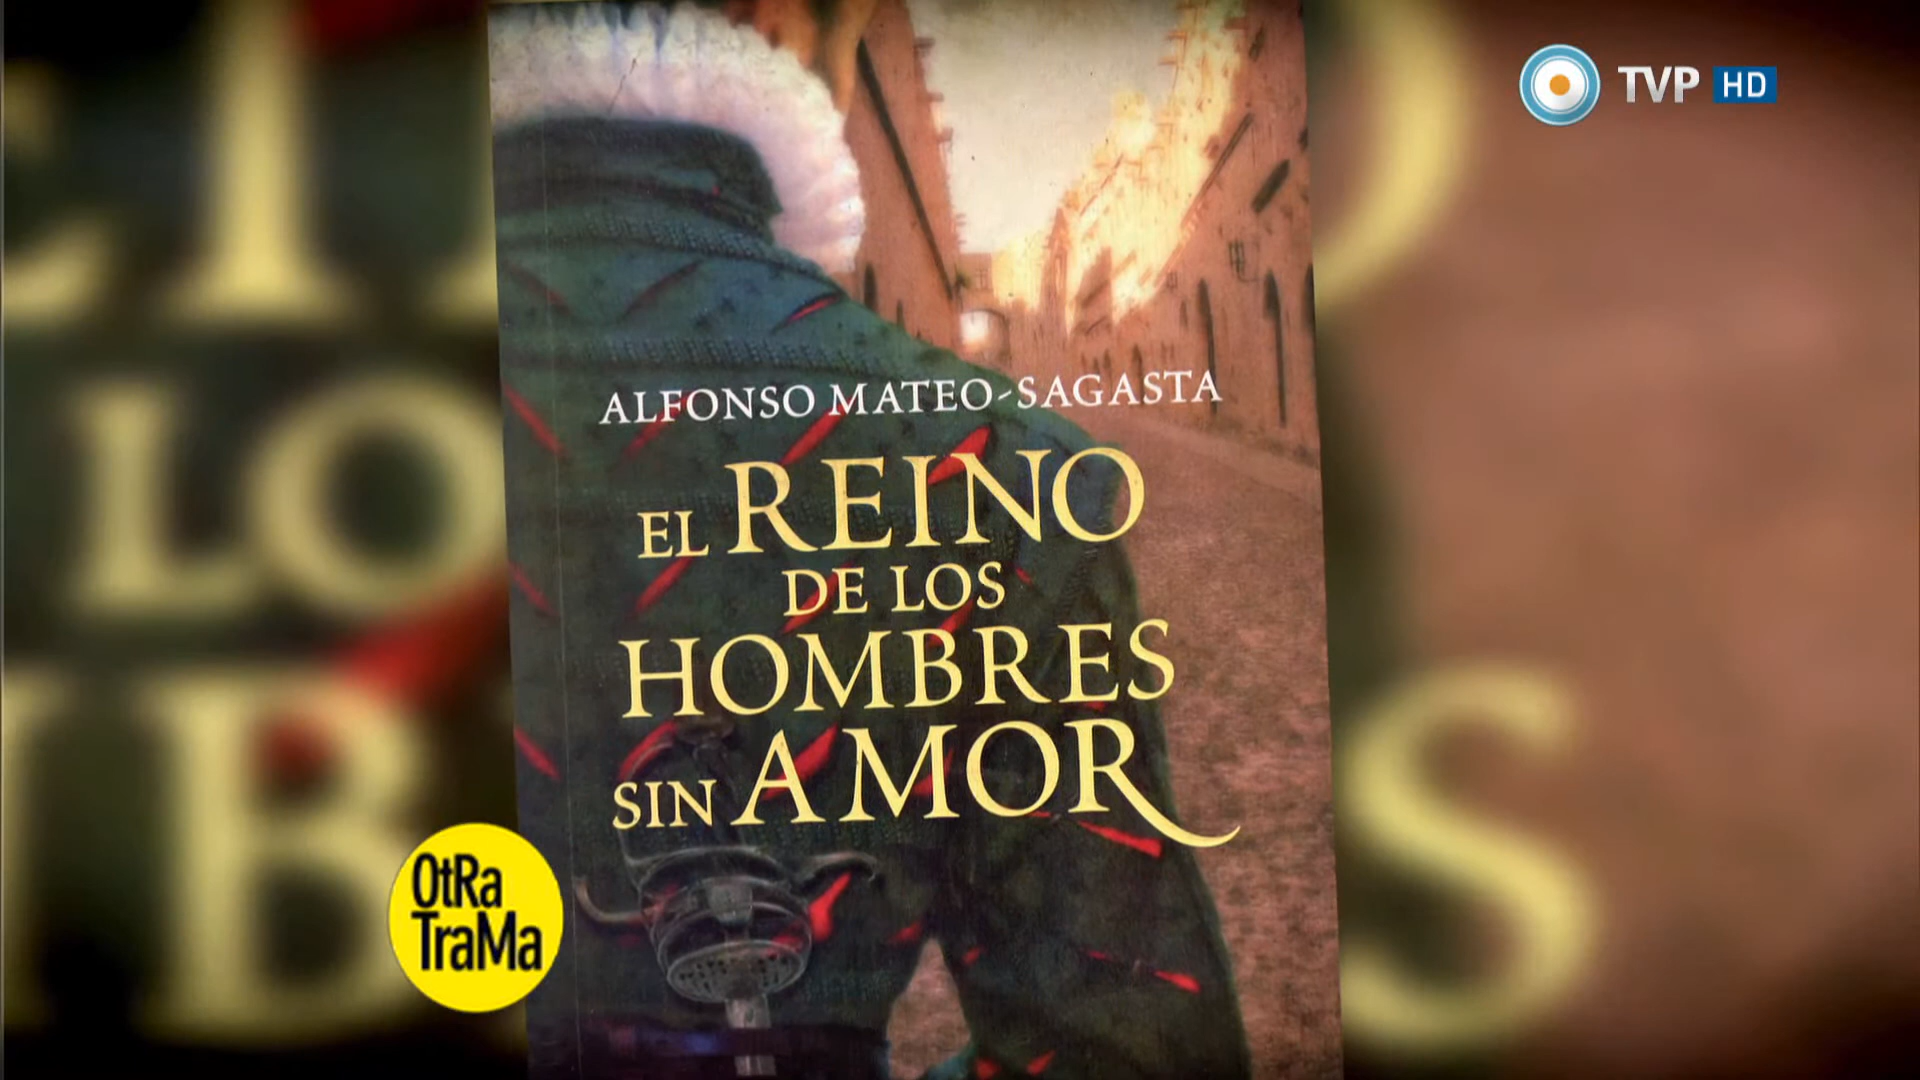 TVP HD
ALFONSO MATEO-SAGASTA
EL REINO
DE LOS
HOMBRES
SIN AMOR
OtRa
TraMa